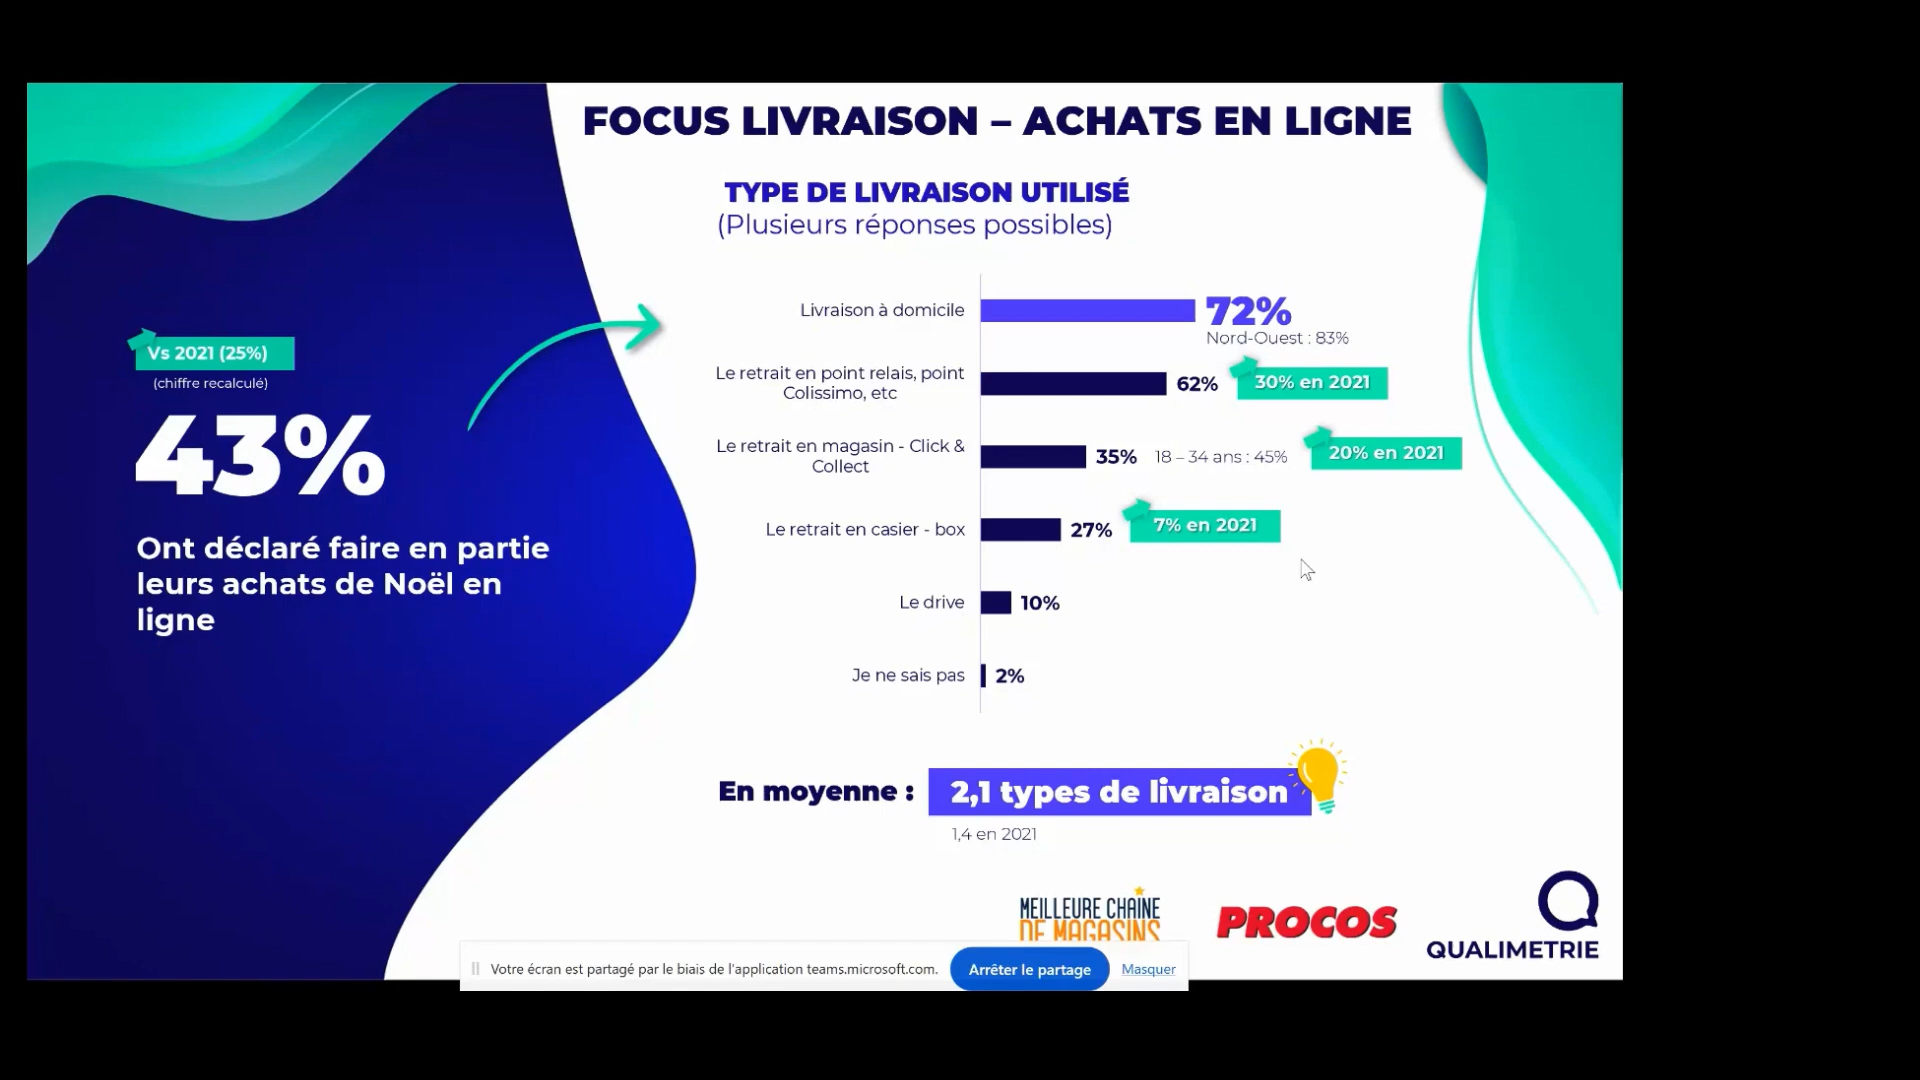 FOCUS LIVRAISON – ACHATS EN LIGNE
TYPE DE LIVRAISON UTILISÉ
(Plusieurs réponses possibles)
Vs 2021 (25%)
(chiffre recalculé)
43%
Ont déclaré faire en partie
leurs achats de Noël en
ligne
Livraison à domicile
72%
Nord-Ouest : 83%
Le retrait en point relais, point
Colissimo, etc
62%
30% en 2021
Le retrait en magasin - Click &
Collect
35%
18 – 34 ans : 45%
20% en 2021
Le retrait en casier - box
27%
7% en 2021
Le drive
10%
Je ne sais pas
2%
En moyenne :
2,1 types de livraison
1,4 en 2021
MEILLEURE CHAÎNE
DE MAGASINS
PROCOS
QUALIMETRIE
Votre écran est partagé par le biais de l'application teams.microsoft.com.
Arrêter le partage
Masquer